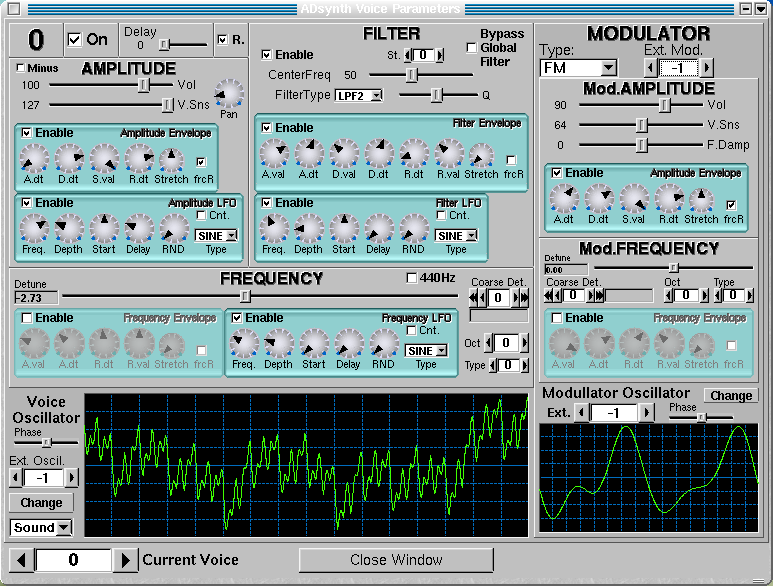 ADsynth Voice Parameters
0 On Delay 0 R.
Minus AMPLITUDE
100 Vol
127 V.Sns
Pan
Enable Amplitude Envelope
A.dt D.dt S.val R.dt Stretch frcR
Enable Amplitude LFO
Cnt.
SINE
Freq. Depth Start Delay RND Type
FILTER Bypass Global Filter
Enable St. 0
CenterFreq 50
FilterType LPF2 Q
Enable Filter Envelope
A.val A.dt D.val D.dt R.dt R.val Stretch frcR
Enable Filter LFO
Cnt.
SINE
Freq. Depth Start Delay RND Type
FREQUENCY 440Hz
Detune
-2.73
Coarse Det.
0
Enable Frequency Envelope
A.val A.dt R.dt R.val Stretch frcR
Enable Frequency LFO
Cnt.
SINE
Freq. Depth Start Delay RND Type
Oct 0
Type 0
MODULATOR
Type: Ext. Mod.
FM -1
Mod.AMPLITUDE
90 Vol
64 V.Sns
0 F.Damp
Enable Amplitude Envelope
A.dt D.dt S.val R.dt Stretch frcR
Mod.FREQUENCY
Detune
0.00
Coarse Det. Oct Type
0 0 0
Enable Frequency Envelope
A.val A.dt R.dt R.val Stretch frcR
Voice
Oscillator
Phase
Ext. Oscil.
-1
Change
Sound
Modullator Oscillator Change
Ext. -1 Phase
0 Current Voice Close Window